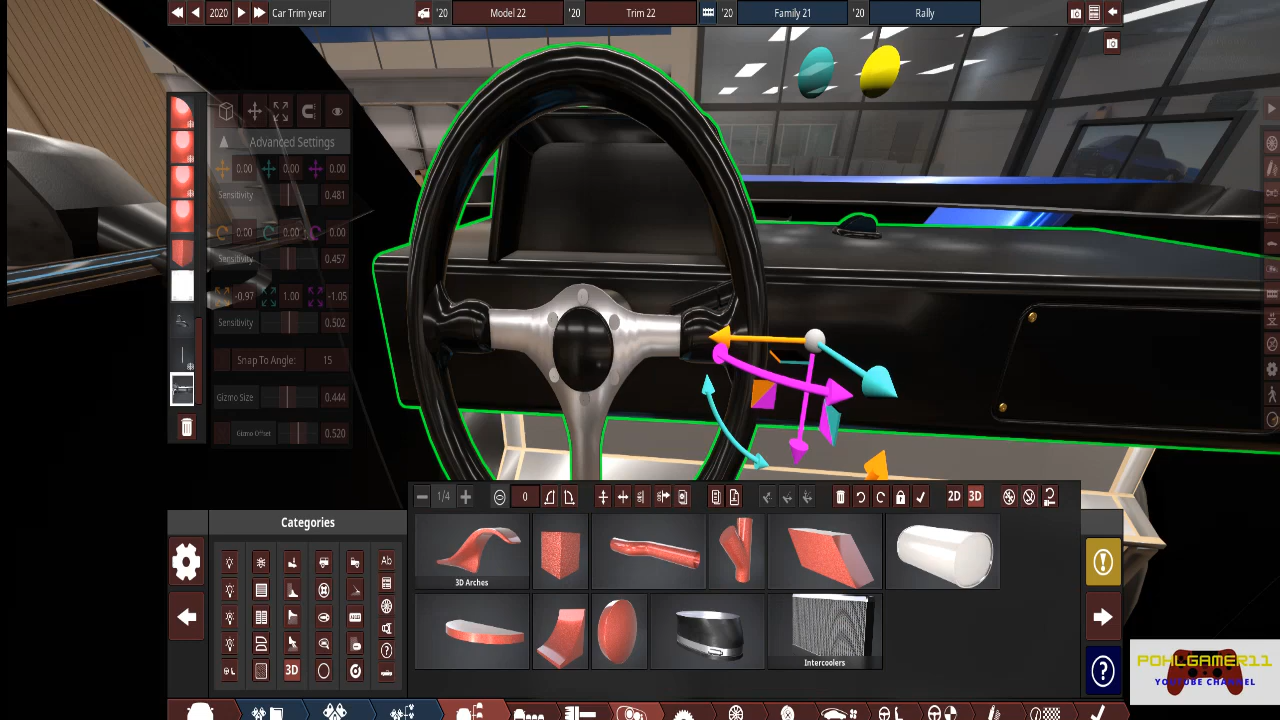 2020 Car Trim year '20 Model 22 '20 Trim 22 '20 Family 21 '20 Rally
Advanced Settings
0.00 0.00 0.00
Sensitivity 0.481
0.00 0.00 0.00
Sensitivity 0.457
-0.97 1.00 -1.05
Sensitivity 0.502
Snap To Angle: 15
Gizmo Size 0.444
Gizmo Offset 0.520
1/4 0 2D 3D
Categories
Ab
3D
3D Arches
Intercoolers
POHLGAMER11
YOUTUBE CHANNEL